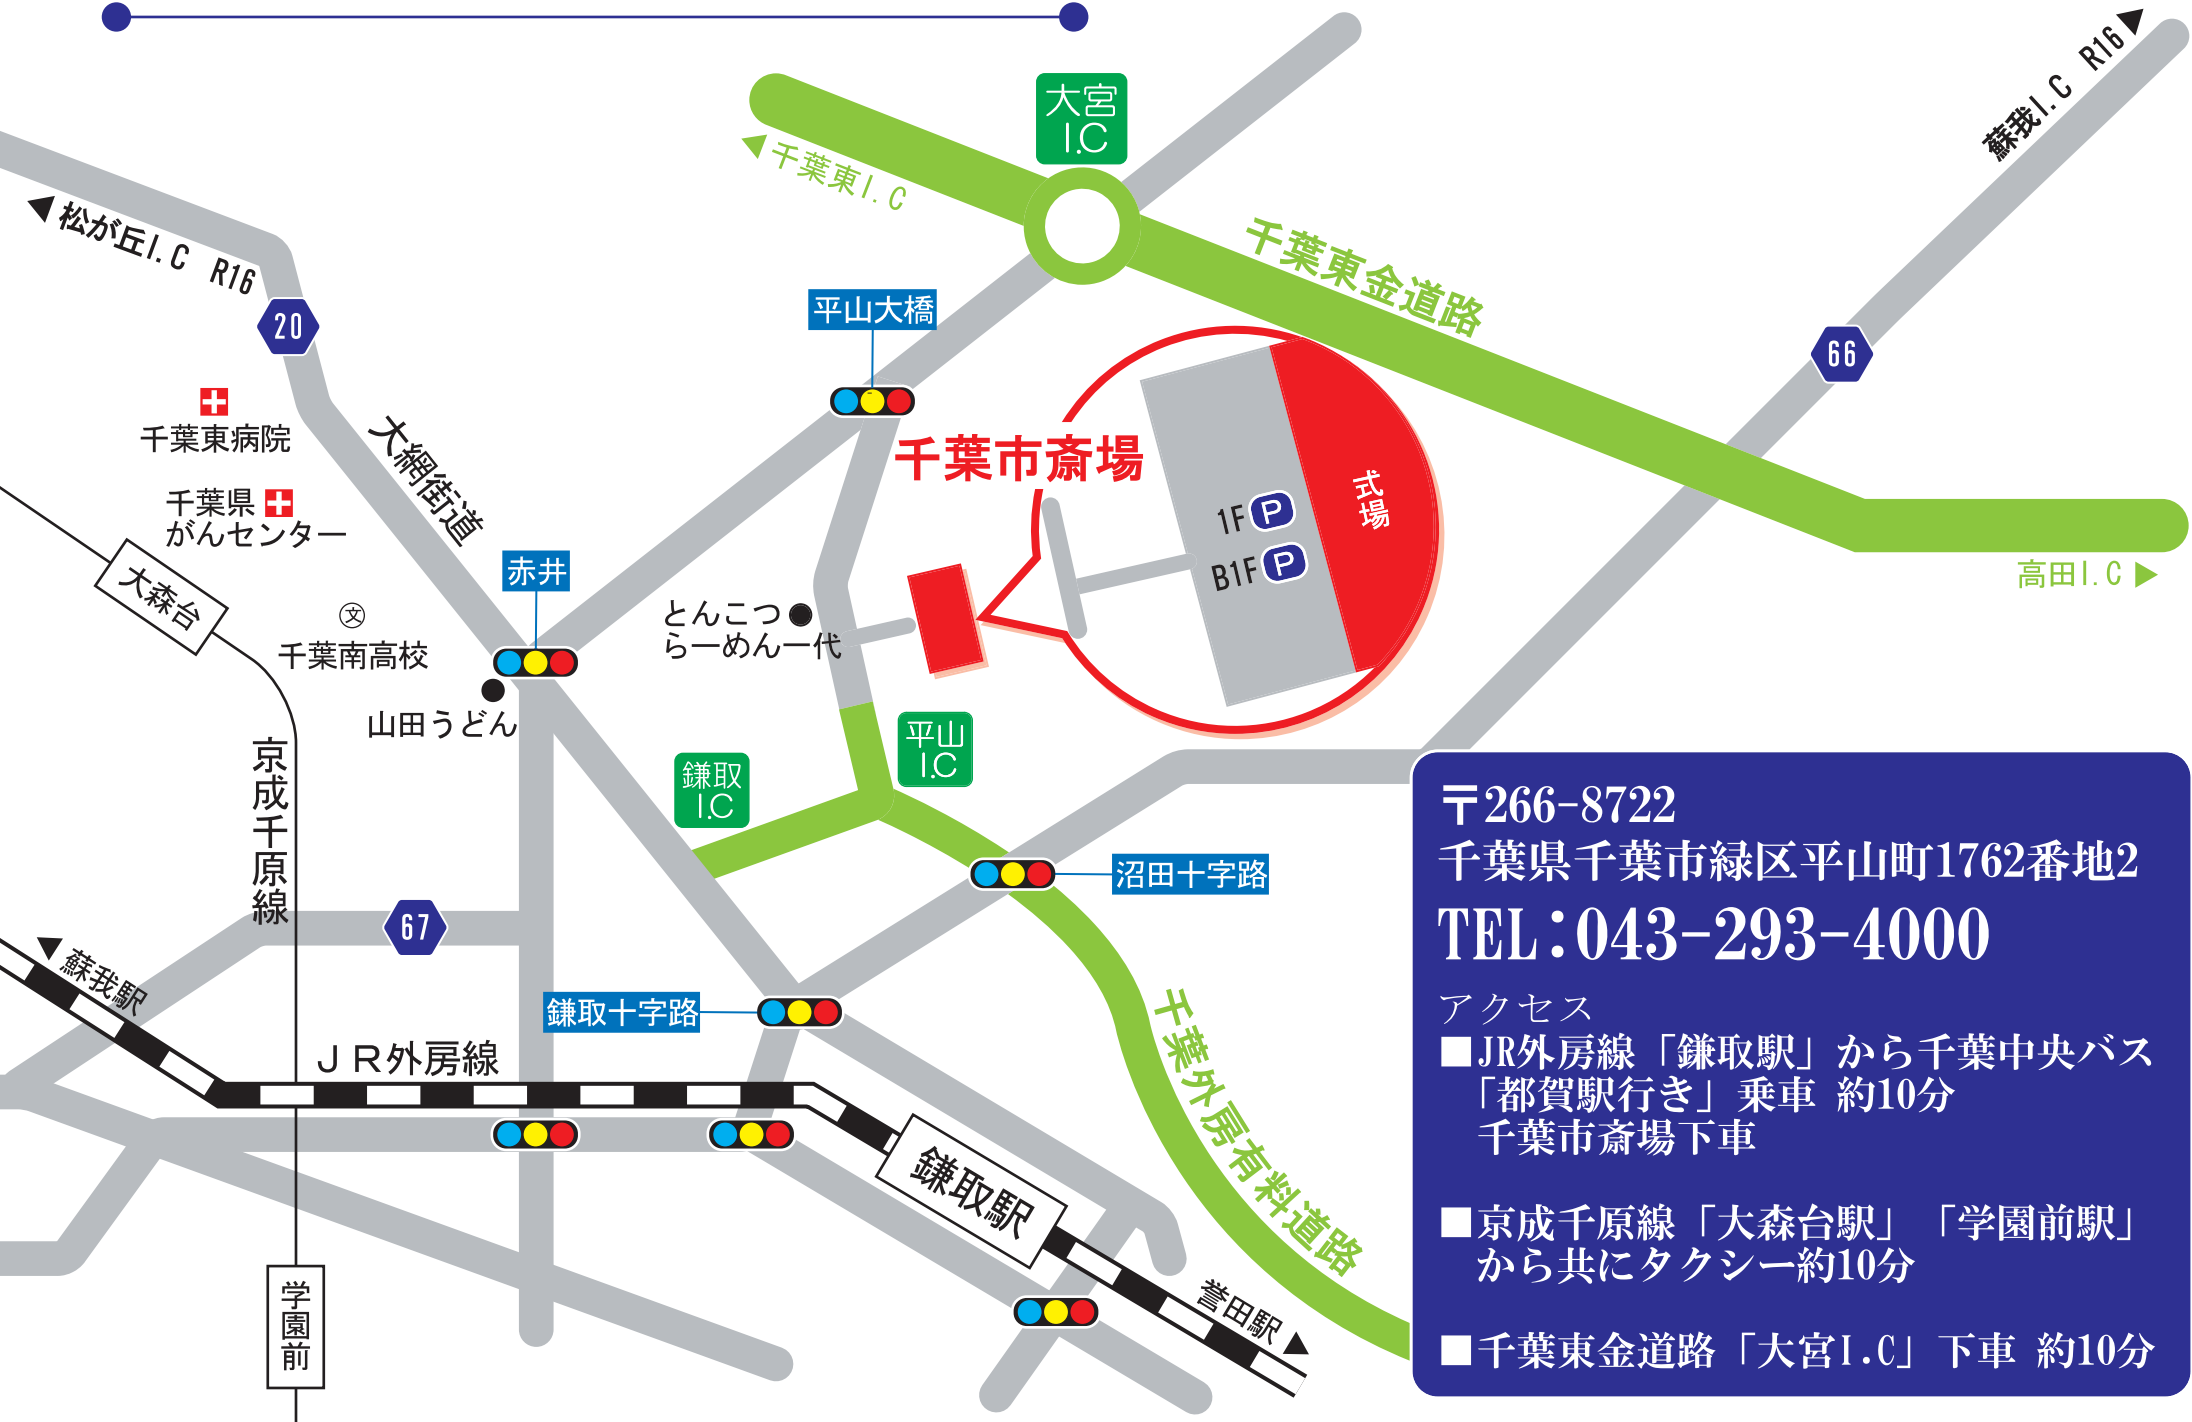 大宮
I.C
千葉東I.C
千葉東金道路
蘇我I.C R16
松が丘I.C R16
20
66
平山大橋
千葉東病院
千葉県
がんセンター
大網街道
千葉市斎場
式場
1F P
B1F P
高田I.C
赤井
大森台
文
千葉南高校
とんこつ
らーめん一代
山田うどん
京成千原線
平山
I.C
鎌取
I.C
沼田十字路
67
蘇我駅
鎌取十字路
JR外房線
千葉外房有料道路
鎌取駅
誉田駅
学園前
〒266-8722
千葉県千葉市緑区平山町1762番地2
TEL:043-293-4000
アクセス
■JR外房線「鎌取駅」から千葉中央バス
「都賀駅行き」乗車 約10分
千葉市斎場下車
■京成千原線「大森台駅」「学園前駅」
から共にタクシー約10分
■千葉東金道路「大宮I.C」下車 約10分